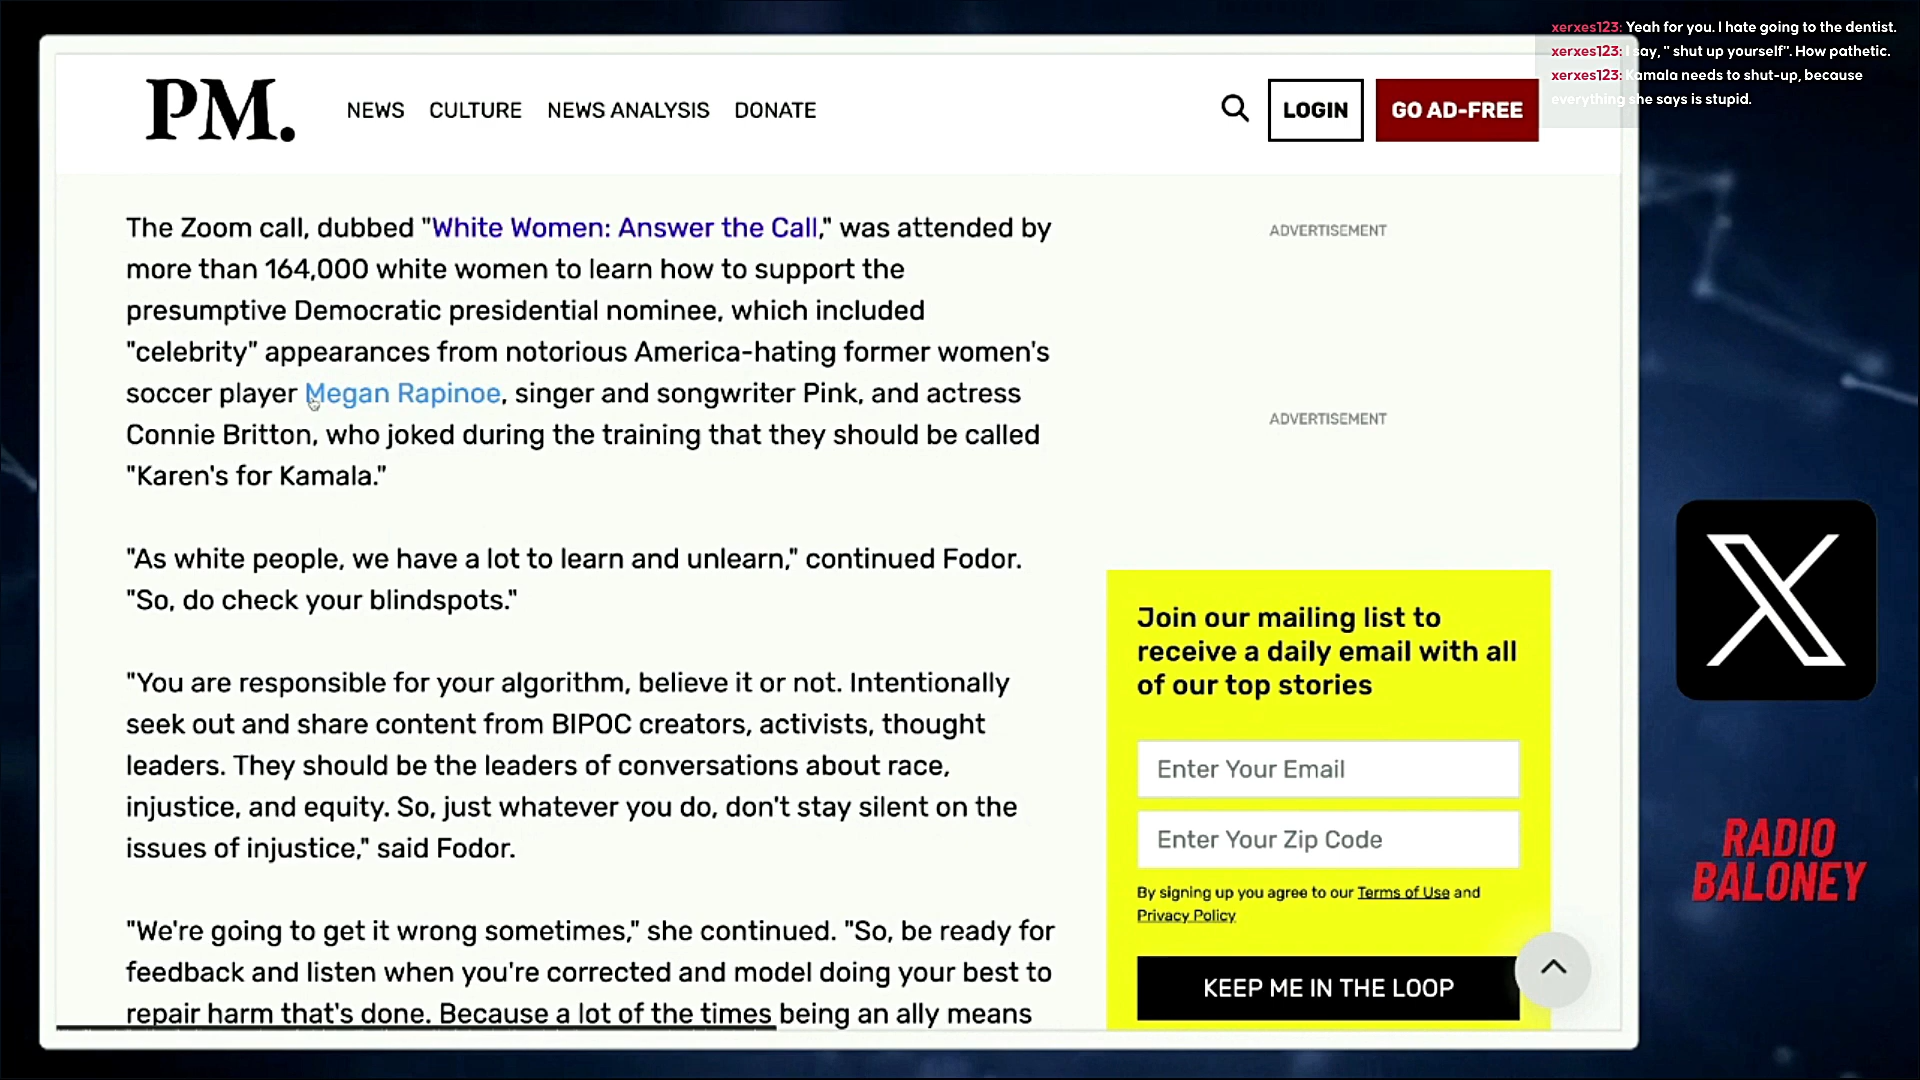 xerxes123: Yeah for you. I hate going to the dentist.
xerxes123: I say, " shut up yourself". How pathetic.
xerxes123: Kamala needs to shut-up, because
everything she says is stupid.
PM.
NEWS CULTURE NEWS ANALYSIS DONATE
LOGIN
GO AD-FREE
The Zoom call, dubbed "White Women: Answer the Call," was attended by
more than 164,000 white women to learn how to support the
presumptive Democratic presidential nominee, which included
"celebrity" appearances from notorious America-hating former women's
soccer player Megan Rapinoe, singer and songwriter Pink, and actress
Connie Britton, who joked during the training that they should be called
"Karen's for Kamala."
"As white people, we have a lot to learn and unlearn," continued Fodor.
"So, do check your blindspots."
"You are responsible for your algorithm, believe it or not. Intentionally
seek out and share content from BIPOC creators, activists, thought
leaders. They should be the leaders of conversations about race,
injustice, and equity. So, just whatever you do, don't stay silent on the
issues of injustice," said Fodor.
"We're going to get it wrong sometimes," she continued. "So, be ready for
feedback and listen when you're corrected and model doing your best to
repair harm that's done. Because a lot of the times being an ally means
ADVERTISEMENT
ADVERTISEMENT
Join our mailing list to
receive a daily email with all
of our top stories
Enter Your Email
Enter Your Zip Code
By signing up you agree to our Terms of Use and
Privacy Policy
KEEP ME IN THE LOOP
X
RADIO
BALONEY